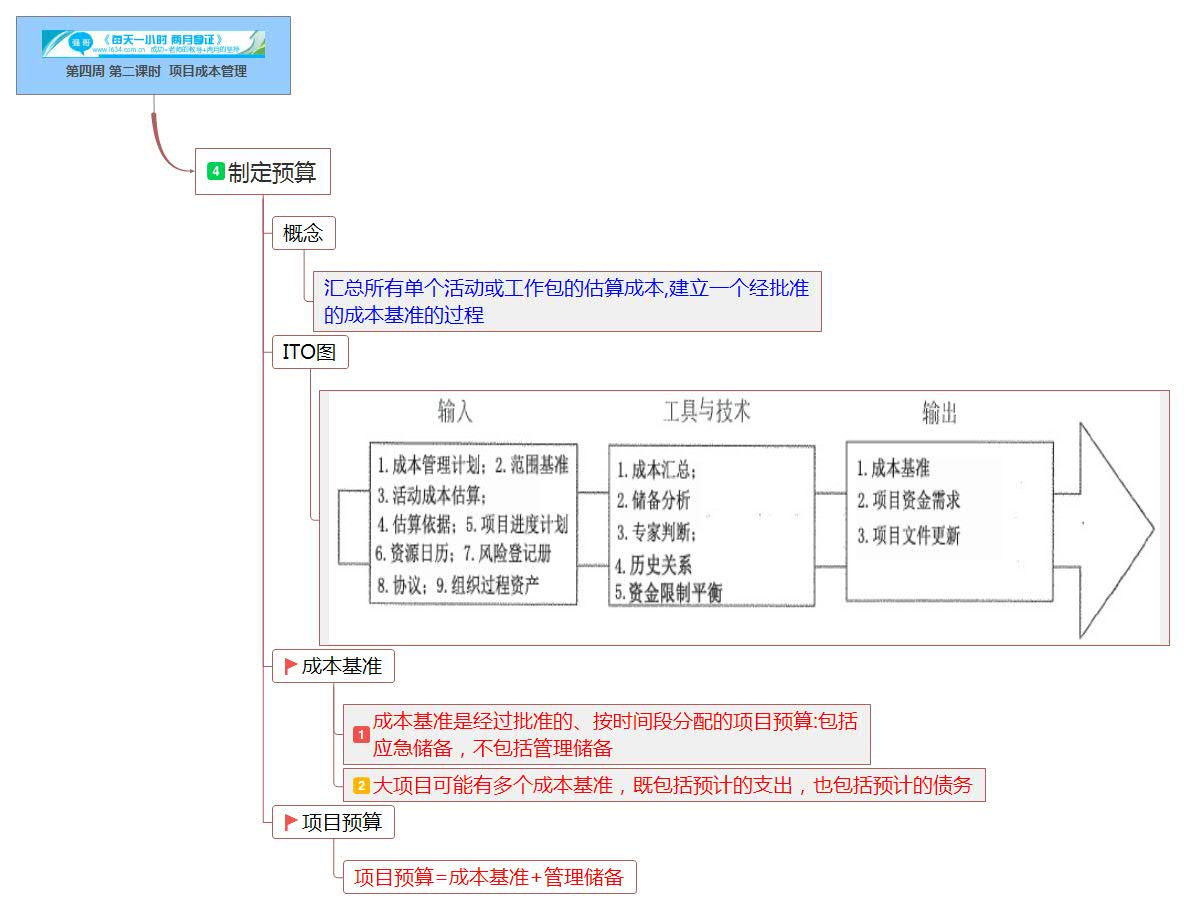 强哥
《每天一小时 两月拿证》
www.1634.com.cn
第四周 第二课时 项目成本管理
4 制定预算
概念
汇总所有单个活动或工作包的估算成本,建立一个经批准
的成本基准的过程
ITO图
输入
1. 成本管理计划；2. 范围基准
3. 活动成本估算；
4. 估算依据；5. 项目进度计划
6. 资源日历；7. 风险登记册
8. 协议；9. 组织过程资产
工具与技术
1. 成本汇总；
2. 储备分析
3. 专家判断；
4. 历史关系
5. 资金限制平衡
输出
1. 成本基准
2. 项目资金需求
3. 项目文件更新
成本基准
1 成本基准是经过批准的、按时间段分配的项目预算:包括
应急储备，不包括管理储备
2 大项目可能有多个成本基准，既包括预计的支出，也包括预计的债务
项目预算
项目预算=成本基准+管理储备